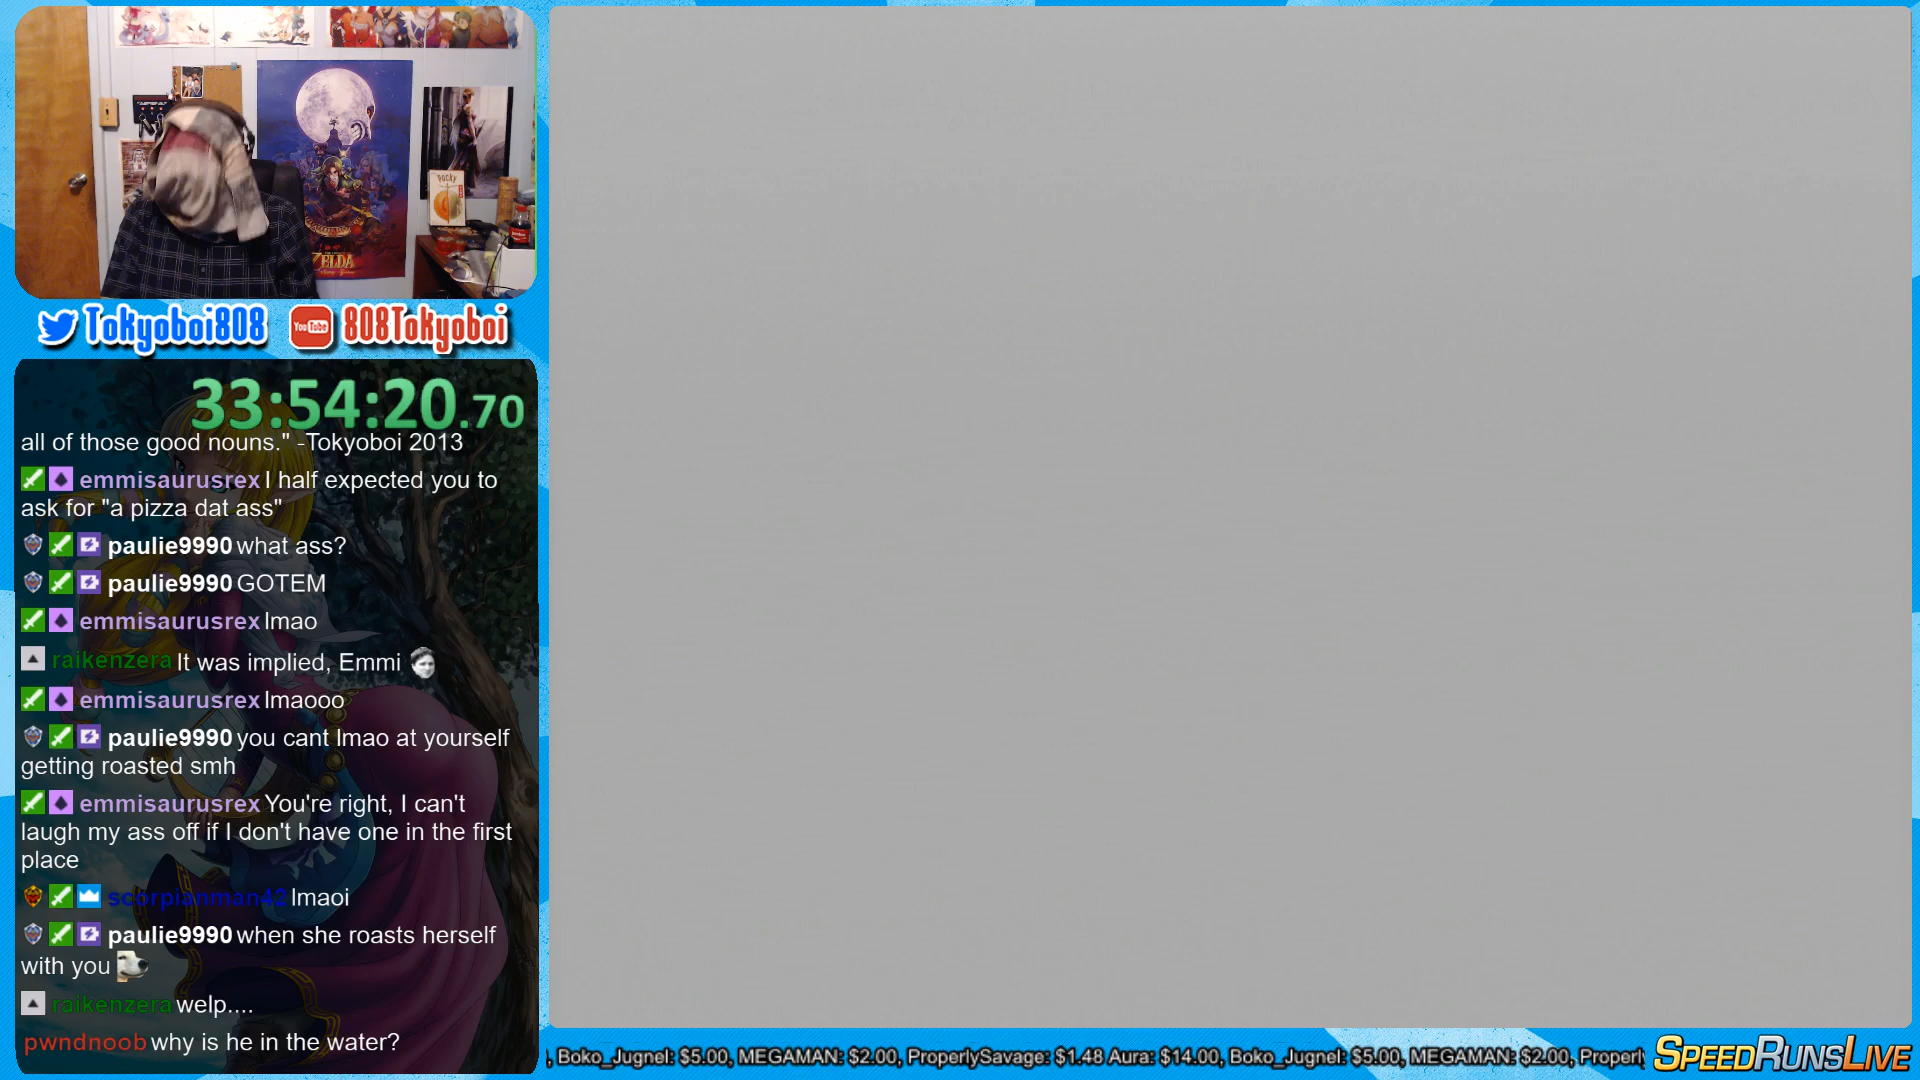 POCKY
ZELDA
Tokyoboi808
YouTube 808Tokyoboi
33:54:20.70
all of those good nouns." -Tokyoboi 2013
emmisaurusrex I half expected you to
ask for "a pizza dat ass"
paulie9990 what ass?
paulie9990 GOTEM
emmisaurusrex lmao
raikenzera It was implied, Emmi
emmisaurusrex lmaooo
paulie9990 you cant lmao at yourself
getting roasted smh
emmisaurusrex You're right, I can't
laugh my ass off if I don't have one in the first
place
scorpianman42 lmaoi
paulie9990 when she roasts herself
with you
raikenzera welp....
pwndnoob why is he in the water?
, Boko_Jugnel: $5.00, MEGAMAN: $2.00, ProperlySavage: $1.48 Aura: $14.00, Boko_Jugnel: $5.00, MEGAMAN: $2.00, Properl
SPEEDRUNSLIVE